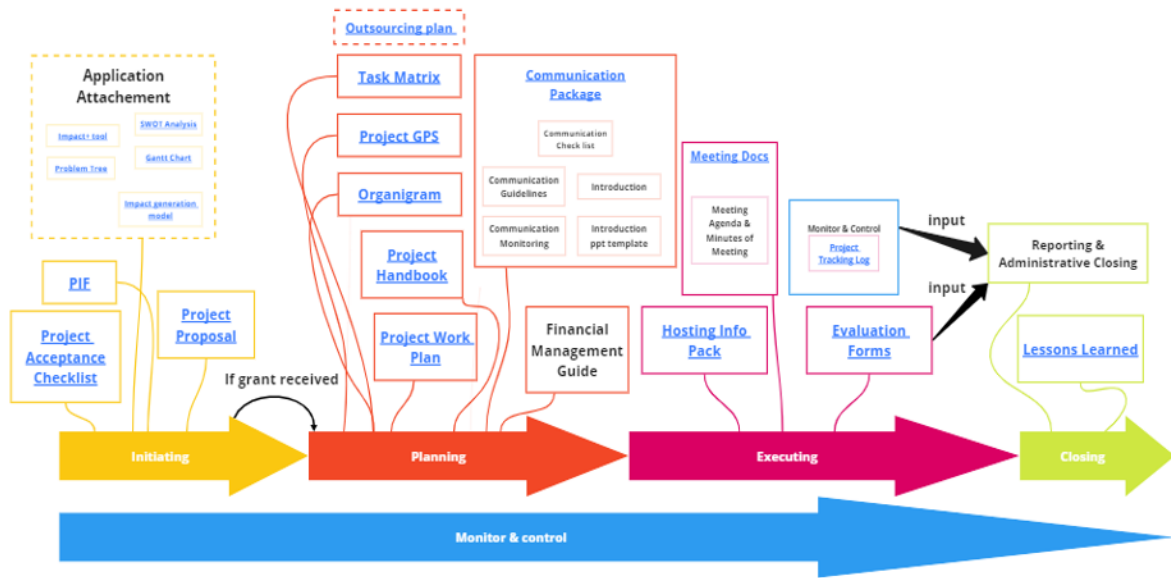 Outsourcing plan
Application
Attachement
Impact+ tool
SWOT Analysis
Problem Tree
Gantt Chart
Impact generation
model
PIF
Project
Acceptance
Checklist
Project
Proposal
If grant received
Task Matrix
Project GPS
Organigram
Project
Handbook
Project Work
Plan
Communication
Package
Communication
Check list
Communication
Guidelines
Introduction
Communication
Monitoring
Introduction
ppt template
Financial
Management
Guide
Meeting Docs
Meeting
Agenda &
Minutes of
Meeting
Hosting Info
Pack
Monitor & Control
Project
Tracking Log
Evaluation
Forms
input
input
Reporting &
Administrative Closing
Lessons Learned
Initiating
Planning
Executing
Closing
Monitor & control